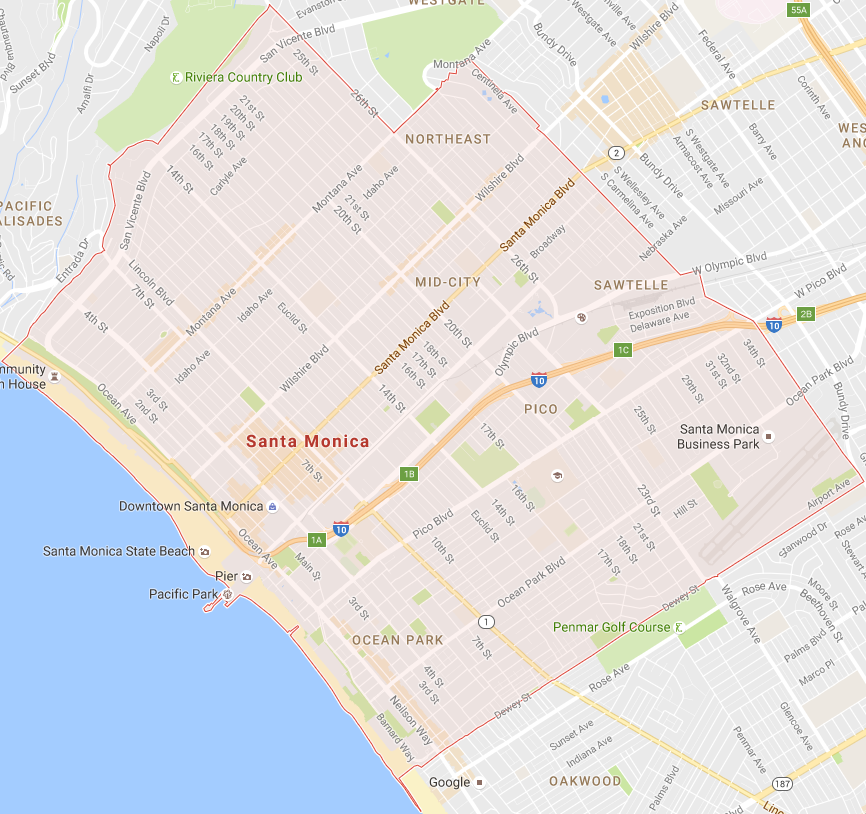 WESTGATE
55A
Chautauqua
Sunset Blvd
Napoli Dr
Amalfi Dr
Evanston
San Vicente Blvd
25th St
26th St
Riviera Country Club
Montana Ave
Centinela Ave
Westgate Ave
Bundy Drive
Wilshire Blvd
Federal Ave
Corinth Ave
SAWTELLE
Barry Ave
S Westgate Ave
Armacost Ave
Bundy Drive
S Wellesley Ave
S Carmelina Ave
Missouri Ave
Nebraska Ave
2
NORTHEAST
21st St
20th St
19th St
18th St
17th St
16th St
14th St
Carlyle Ave
Montana Ave
Idaho Ave
21st St
20th St
Wilshire Blvd
Santa Monica Blvd
Broadway
26th St
PACIFIC
PALISADES
San Vicente Blvd
Entrada Dr
Lincoln Blvd
7th St
4th St
Montana Ave
Idaho Ave
Euclid St
MID-CITY
SAWTELLE
W Olympic Blvd
W Pico Blvd
2B
10
Exposition Blvd
Delaware Ave
1C
Olympic Blvd
20th St
18th St
17th St
16th St
Santa Monica Blvd
14th St
Idaho Ave
Wilshire Blvd
3rd St
2nd St
Ocean Ave
10
PICO
34th St
32nd St
31st St
29th St
25th St
Ocean Park Blvd
Bundy Dr
Santa Monica
Business Park
Santa Monica
7th St
17th St
1B
16th St
14th St
Euclid St
23rd St
Hill St
21st St
18th St
17th St
Airport Ave
Downtown Santa Monica
10
1A
Pico Blvd
10th St
Santa Monica State Beach
Ocean Ave
Main St
Pier
Pacific Park
3rd St
Ocean Park Blvd
Dewey St
Stanwood Dr
Rose Ave
Stewart Ave
Walgrove Ave
Rose Ave
Moore St
Beethoven St
1
Penmar Golf Course
OCEAN PARK
7th St
4th St
3rd St
Palms Blvd
Marco Pl
Rose Ave
Dewey St
Neilson Way
Barnard Way
Sunset Ave
Indiana Ave
Glencoe Ave
Penmar Ave
Palms Blvd
Google
OAKWOOD
187